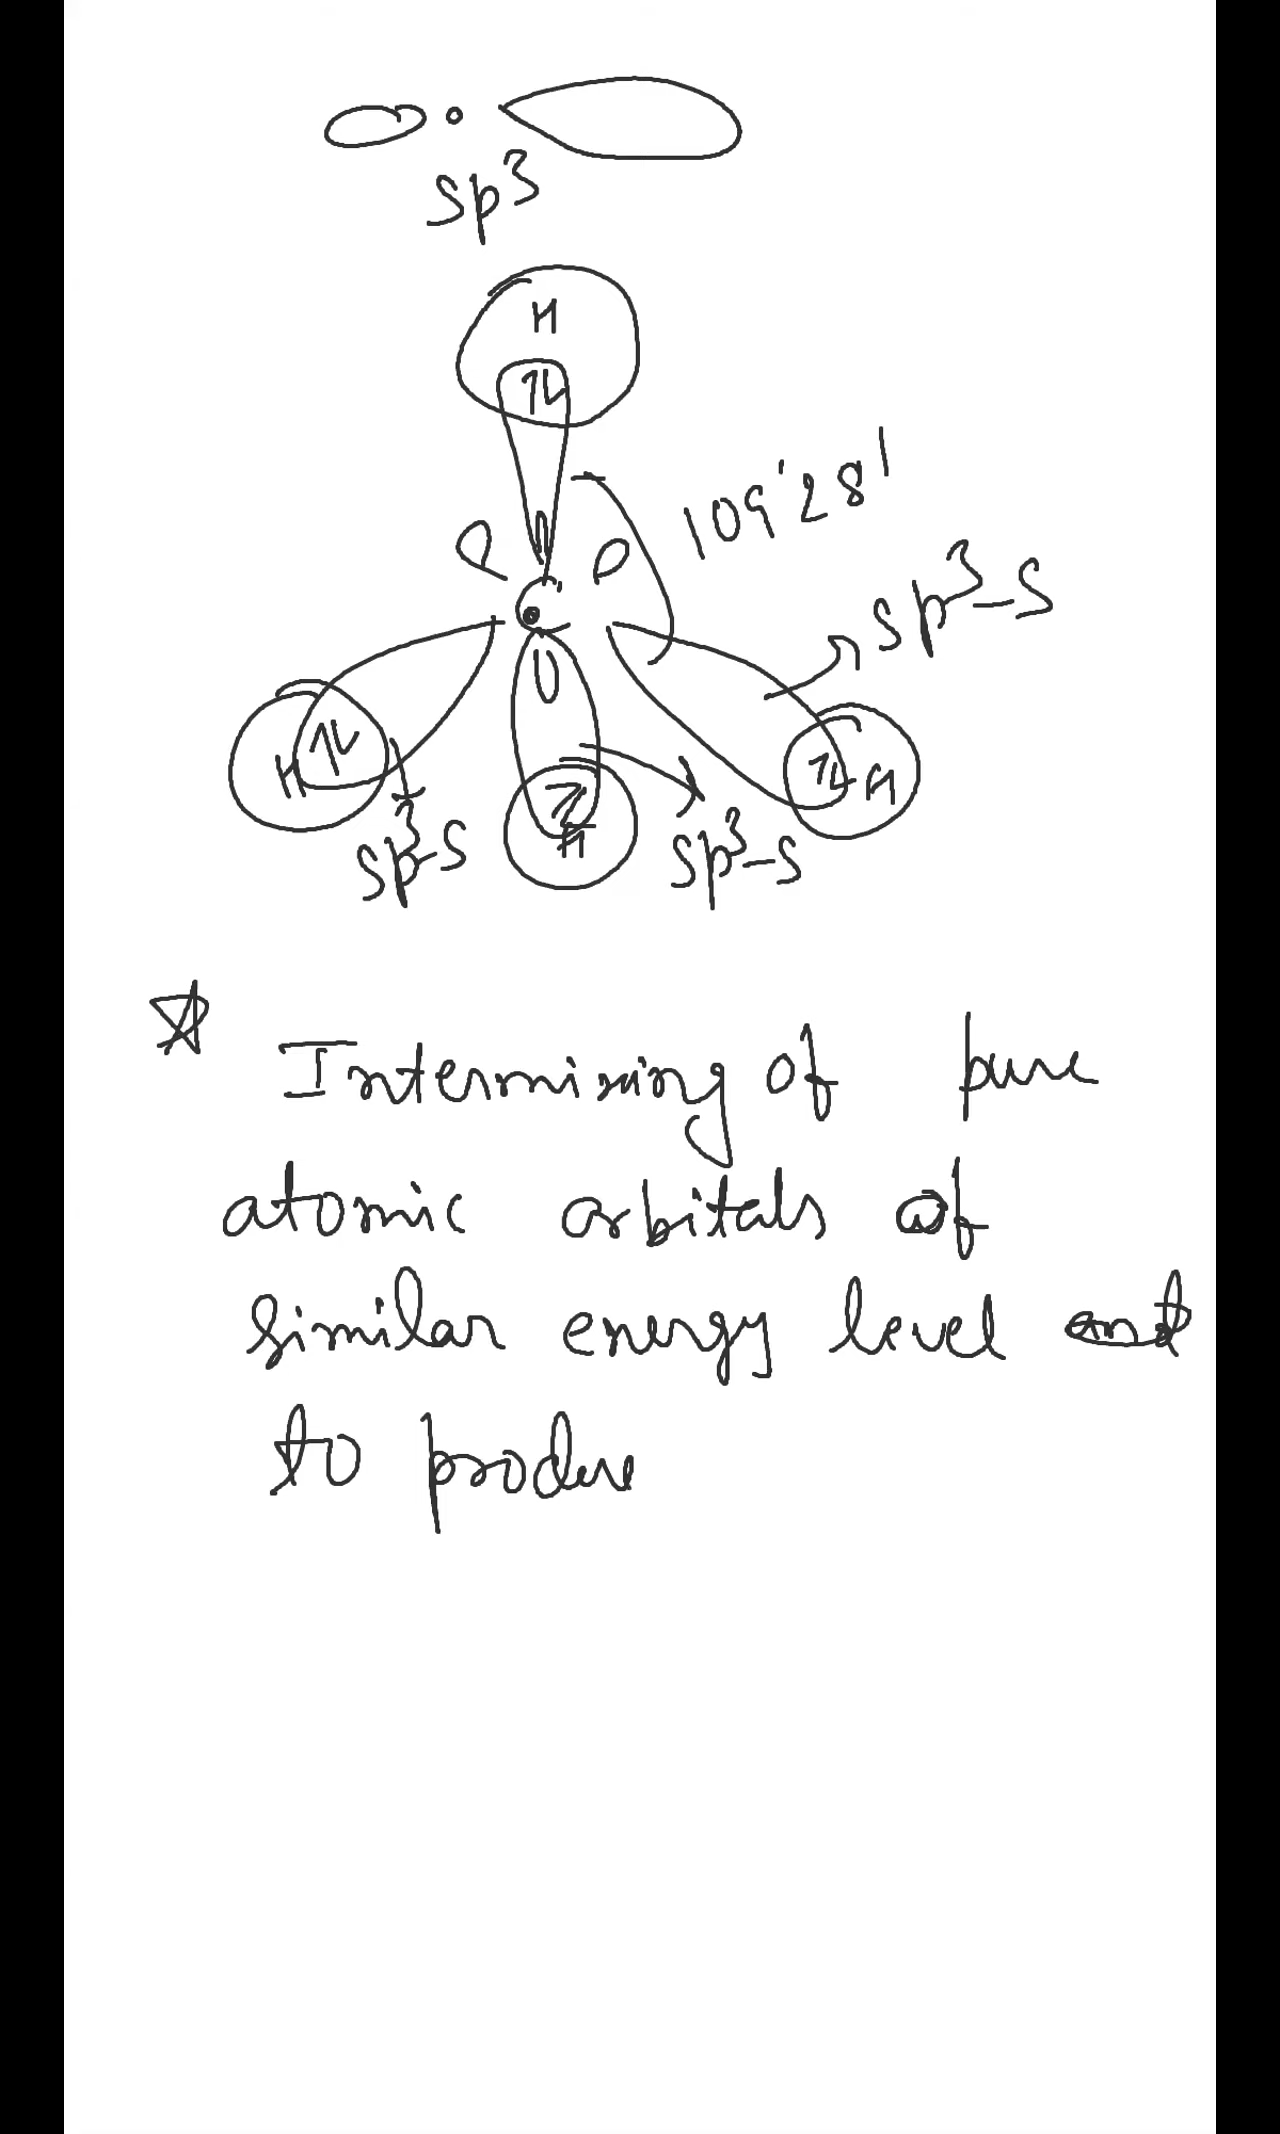 sp³
H
109°28'
sp³-s
H
H
H
sp³-s
sp³-s
Intermixing of pure
atomic orbitals of
similar energy level and
to produce